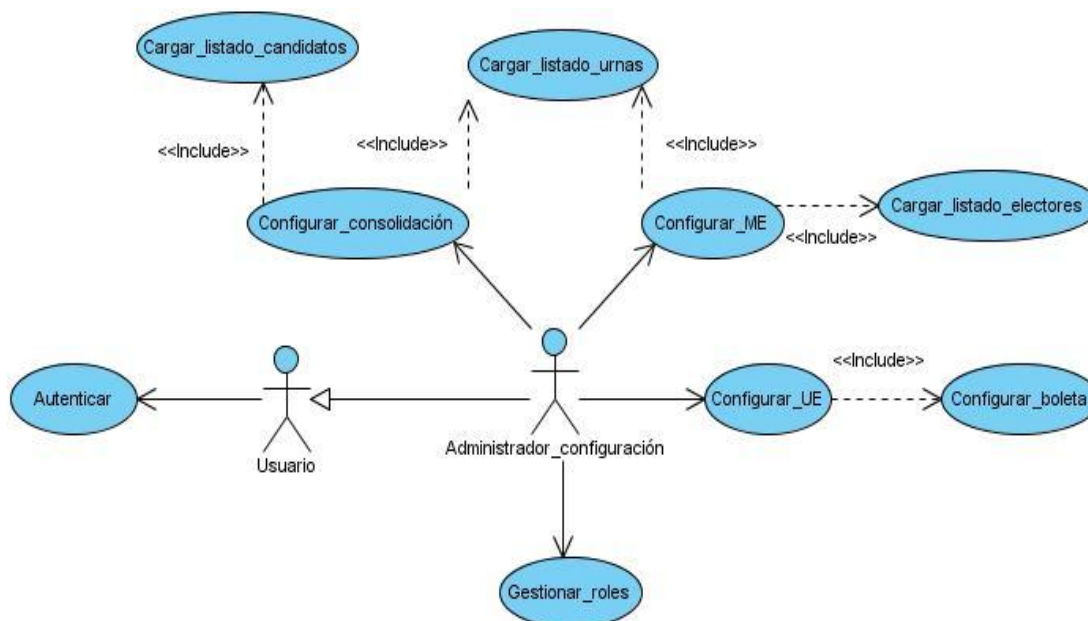 Cargar_listado_candidatos
Cargar_listado_urnas
<<Include>>
<<Include>>
<<Include>>
Configurar_consolidación
Configurar_ME
Cargar_listado_electores
<<Include>>
Autenticar
Usuario
Administrador_configuración
Configurar_UE
<<Include>>
Configurar_boleta
Gestionar_roles